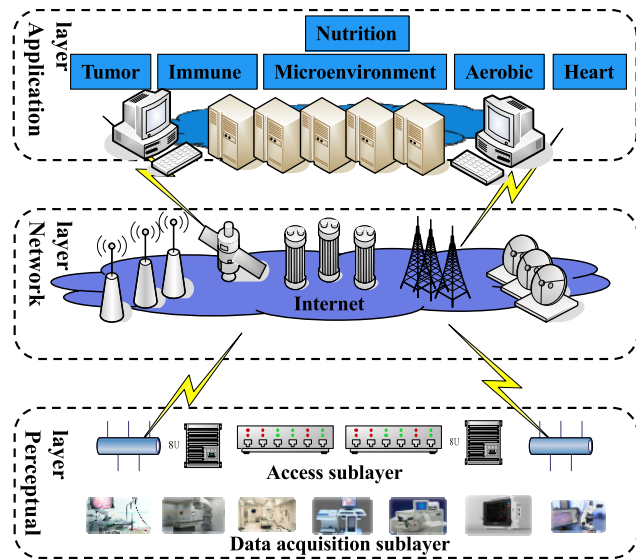 Application
layer
Nutrition
Tumor
Immune
Microenvironment
Aerobic
Heart
Network
layer
Internet
Perceptual
layer
8U
8U
Access sublayer
Data acquisition sublayer